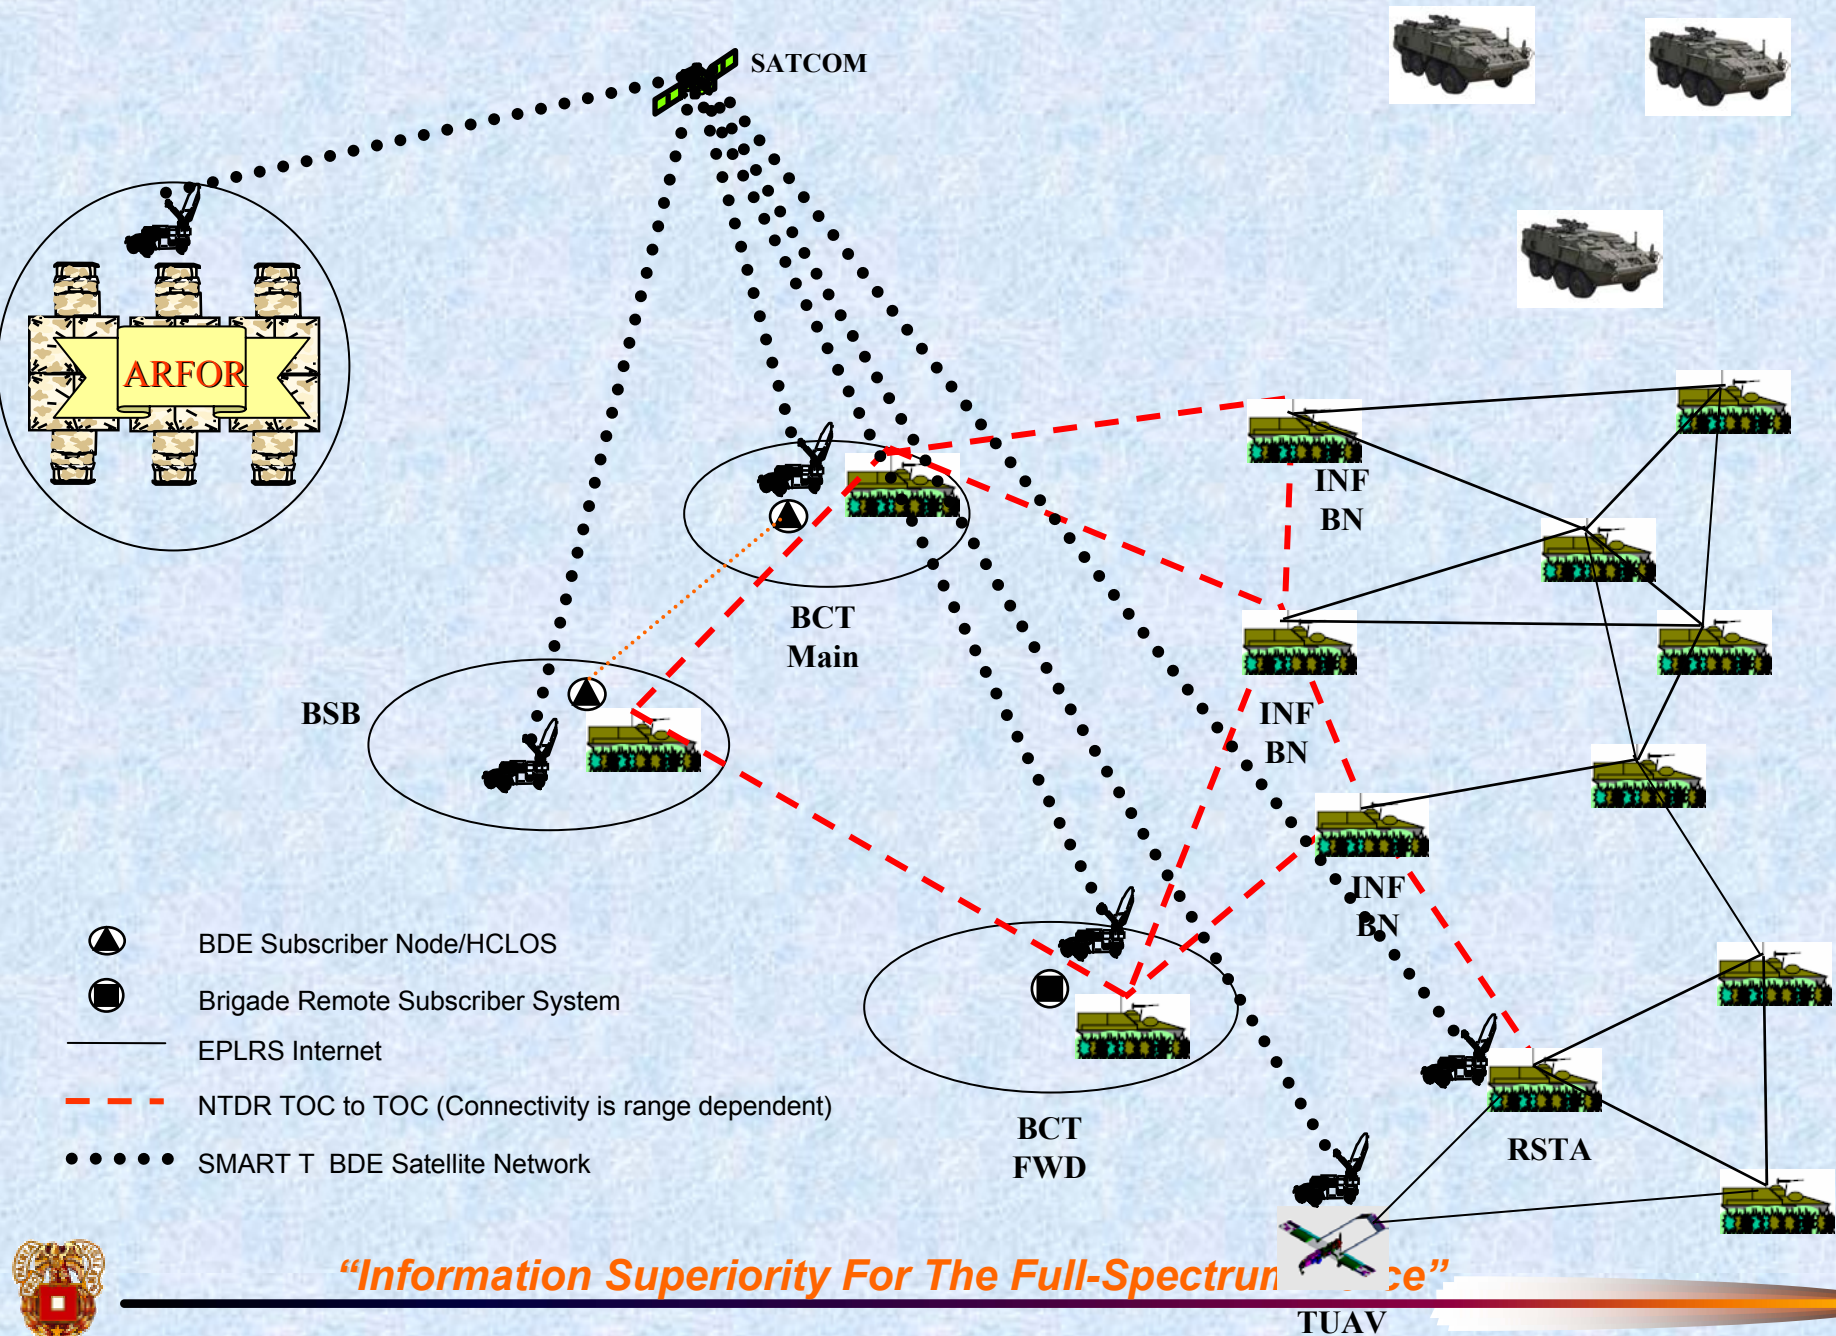 SATCOM
ARFOR
INF
BN
BCT
Main
BSB
INF
BN
INF
BN
BDE Subscriber Node/HCLOS
Brigade Remote Subscriber System
EPLRS Internet
NTDR TOC to TOC (Connectivity is range dependent)
SMART T BDE Satellite Network
BCT
FWD
RSTA
“Information Superiority For The Full-Spectrum
TUAV